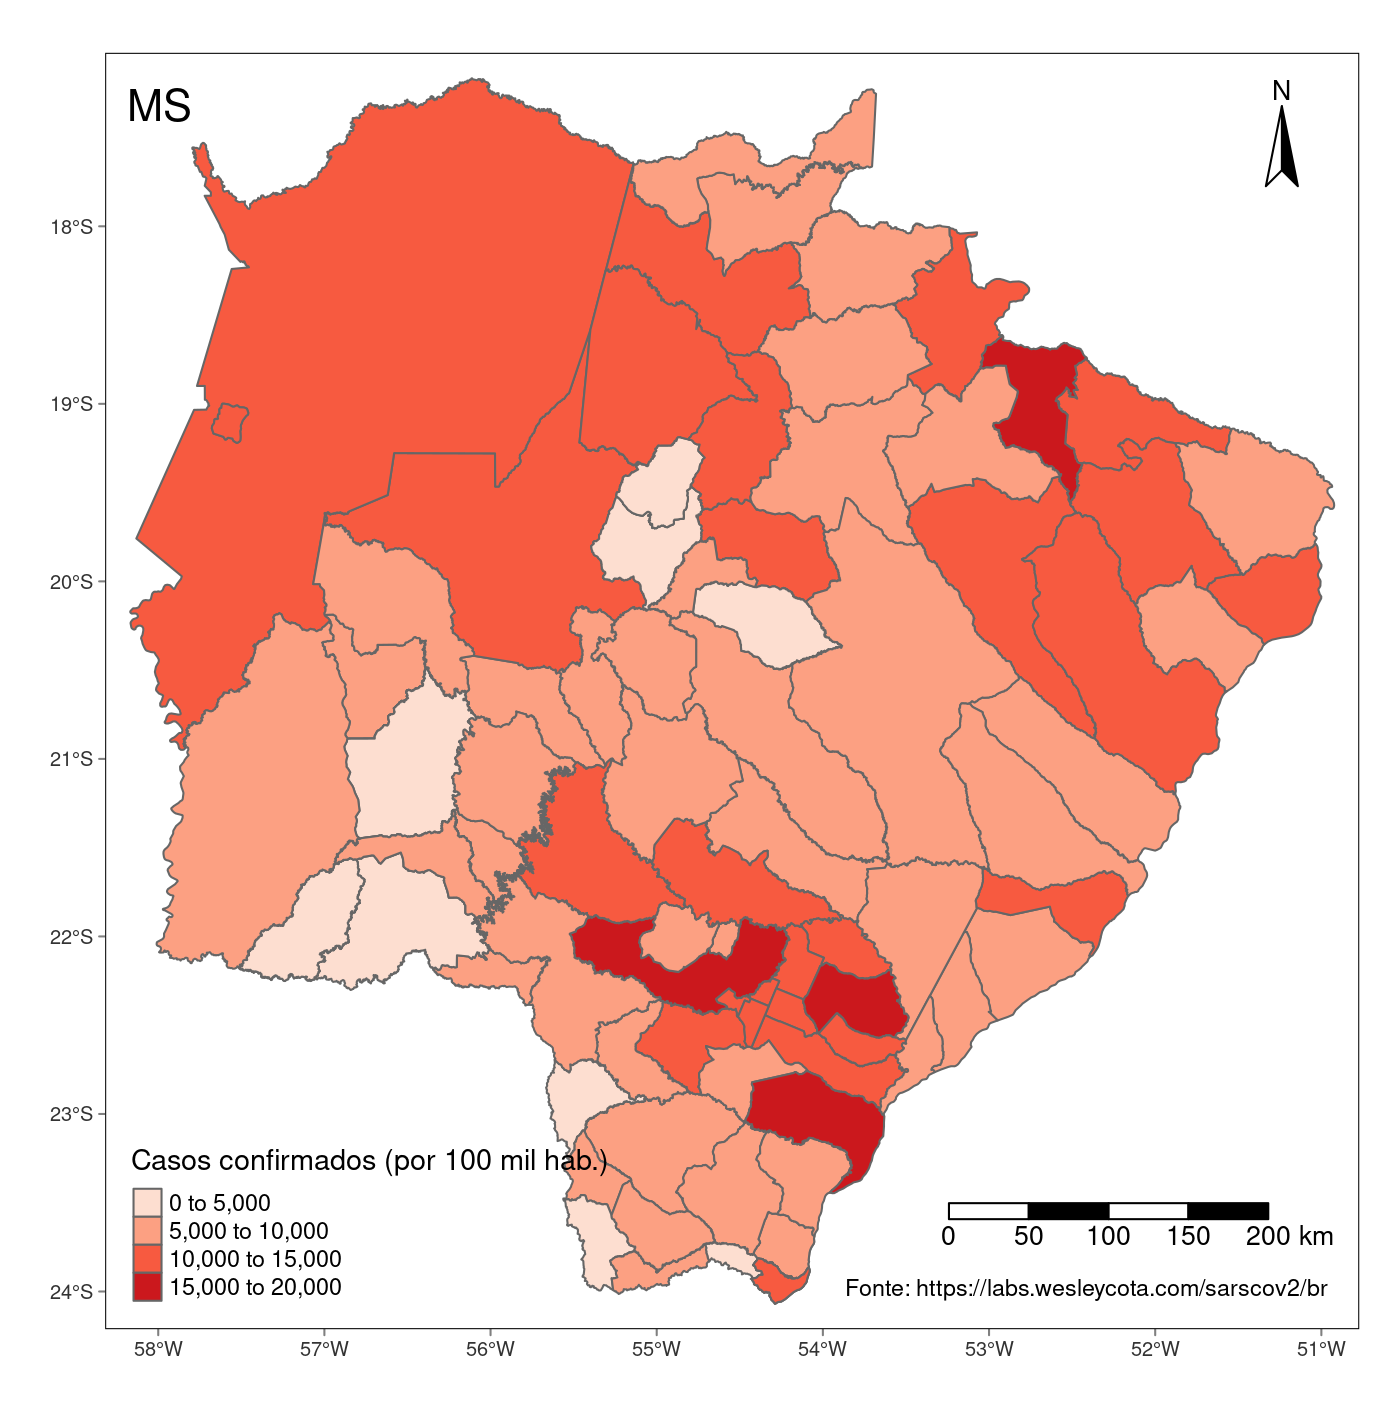 MS
N
18°S
19°S
20°S
21°S
22°S
23°S
24°S
Casos confirmados (por 100 mil hab.)
0 to 5,000
5,000 to 10,000
10,000 to 15,000
15,000 to 20,000
0 50 100 150 200 km
Fonte: https://labs.wesleycota.com/sarscov2/br
58°W 57°W 56°W 55°W 54°W 53°W 52°W 51°W